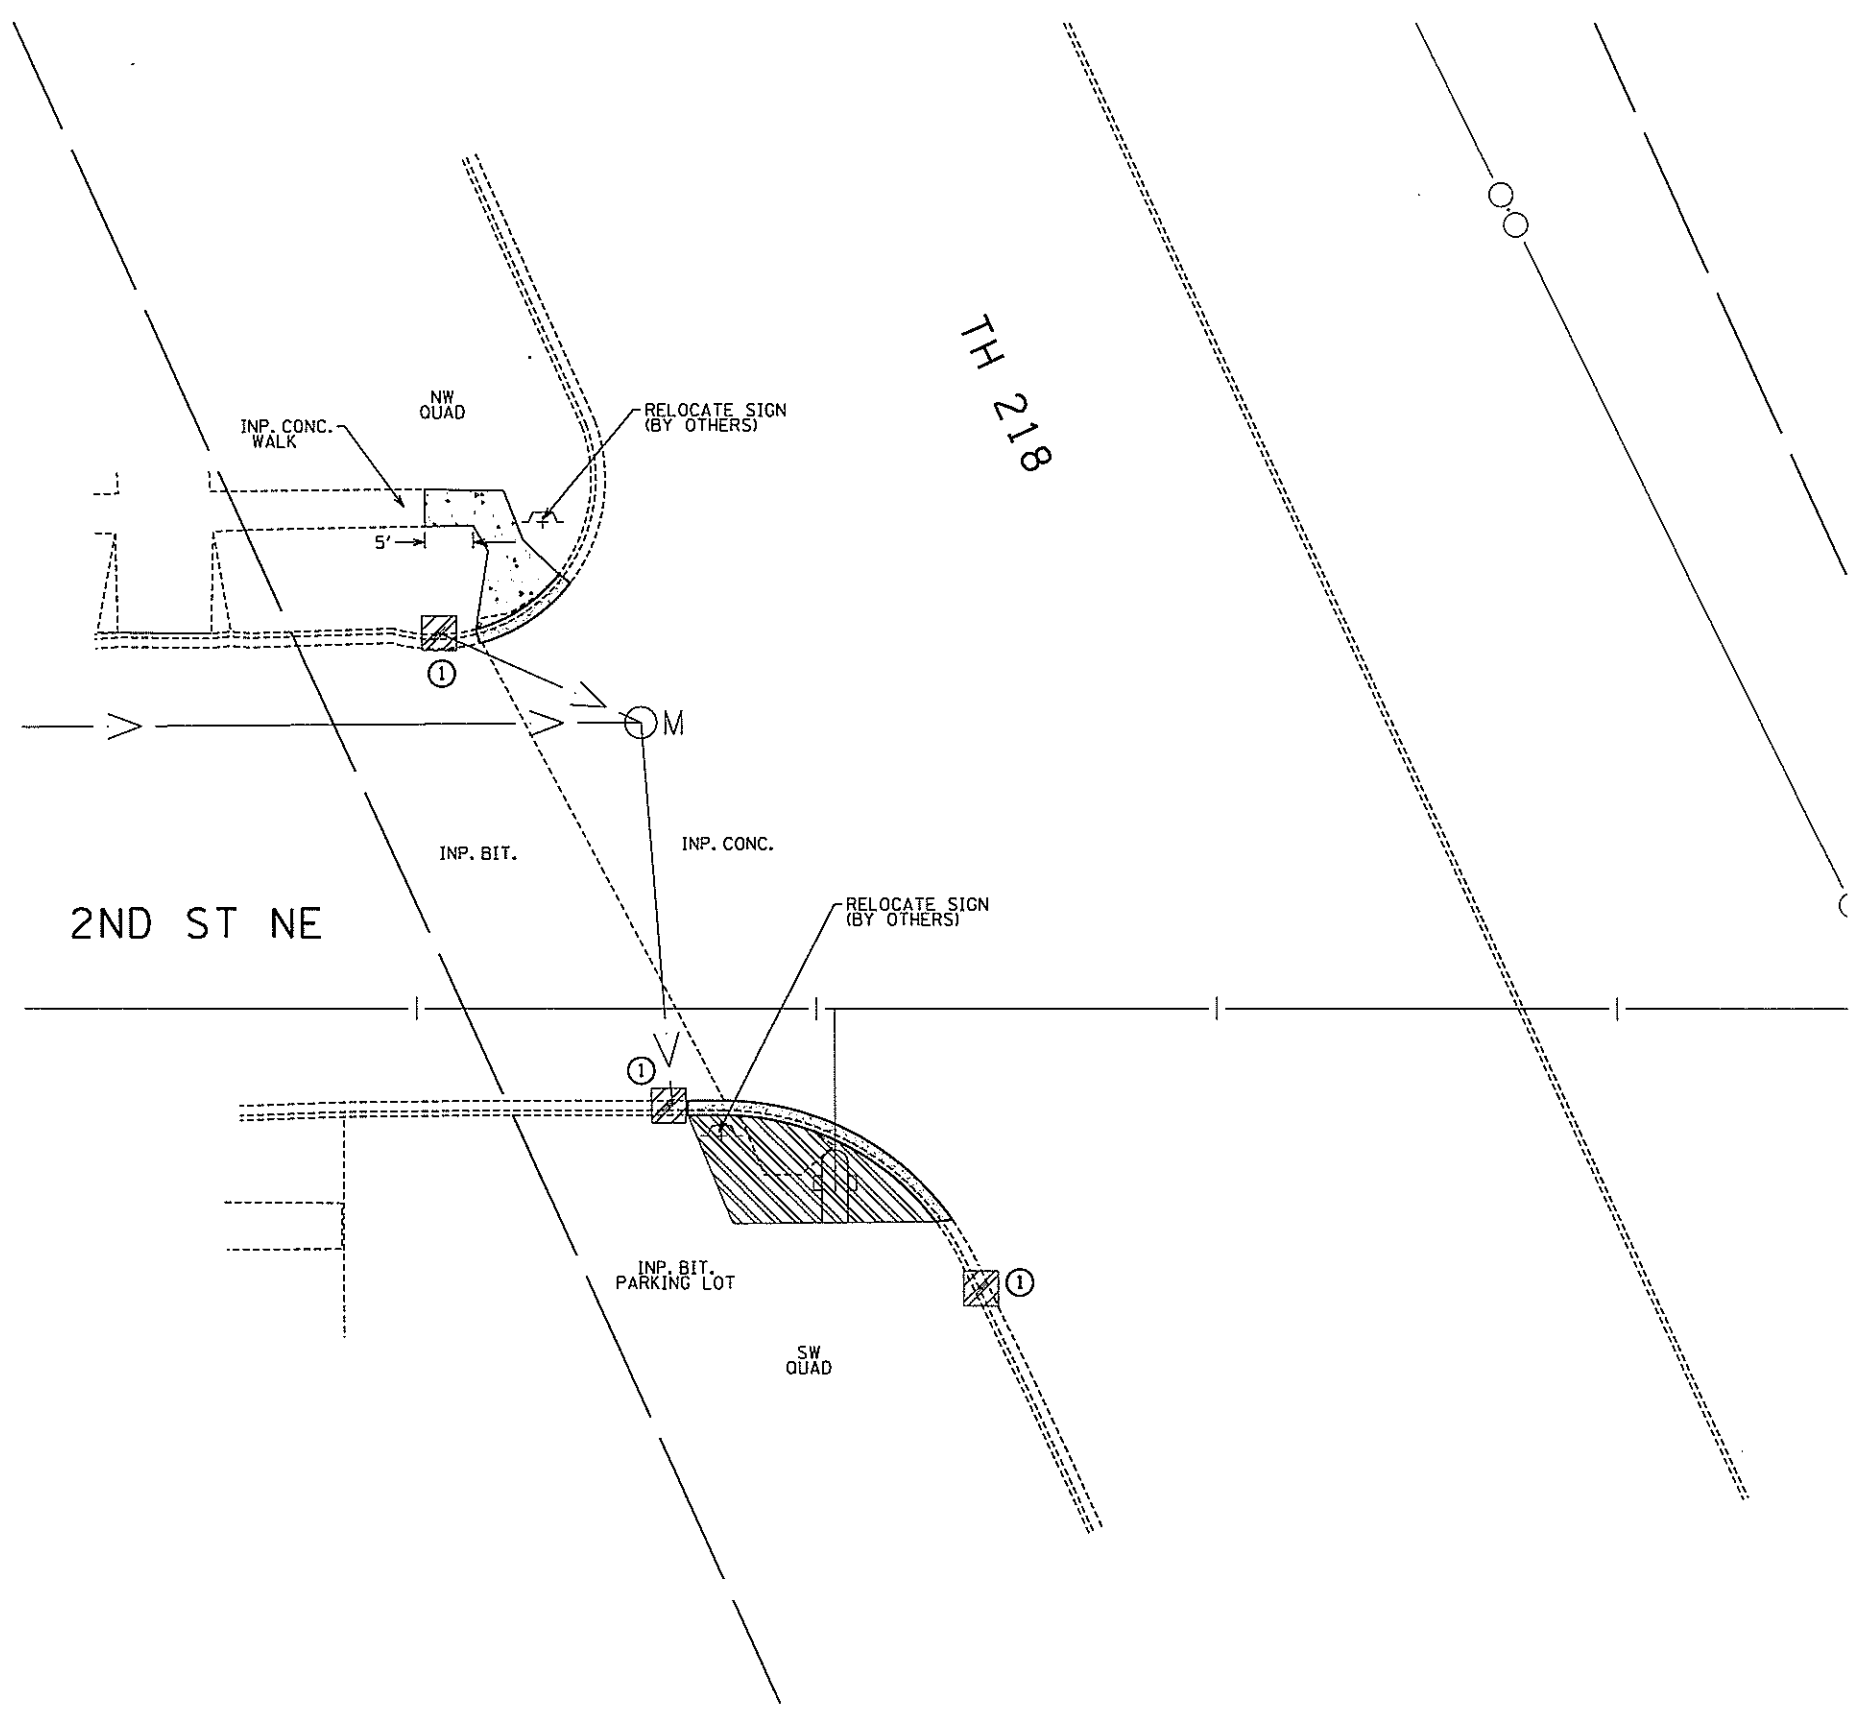 TH 218
NW
QUAD
RELOCATE SIGN
(BY OTHERS)
INP. CONC.
WALK
5'
1
M
INP. BIT.
INP. CONC.
2ND ST NE
RELOCATE SIGN
(BY OTHERS)
1
INP. BIT.
PARKING LOT
1
SW
QUAD